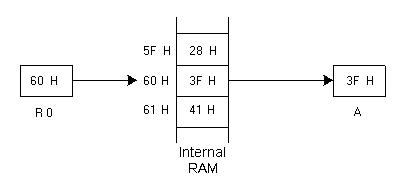 5F H 28 H
60 H 60 H 3F H 3F H
R 0 61 H 41 H A
Internal
RAM